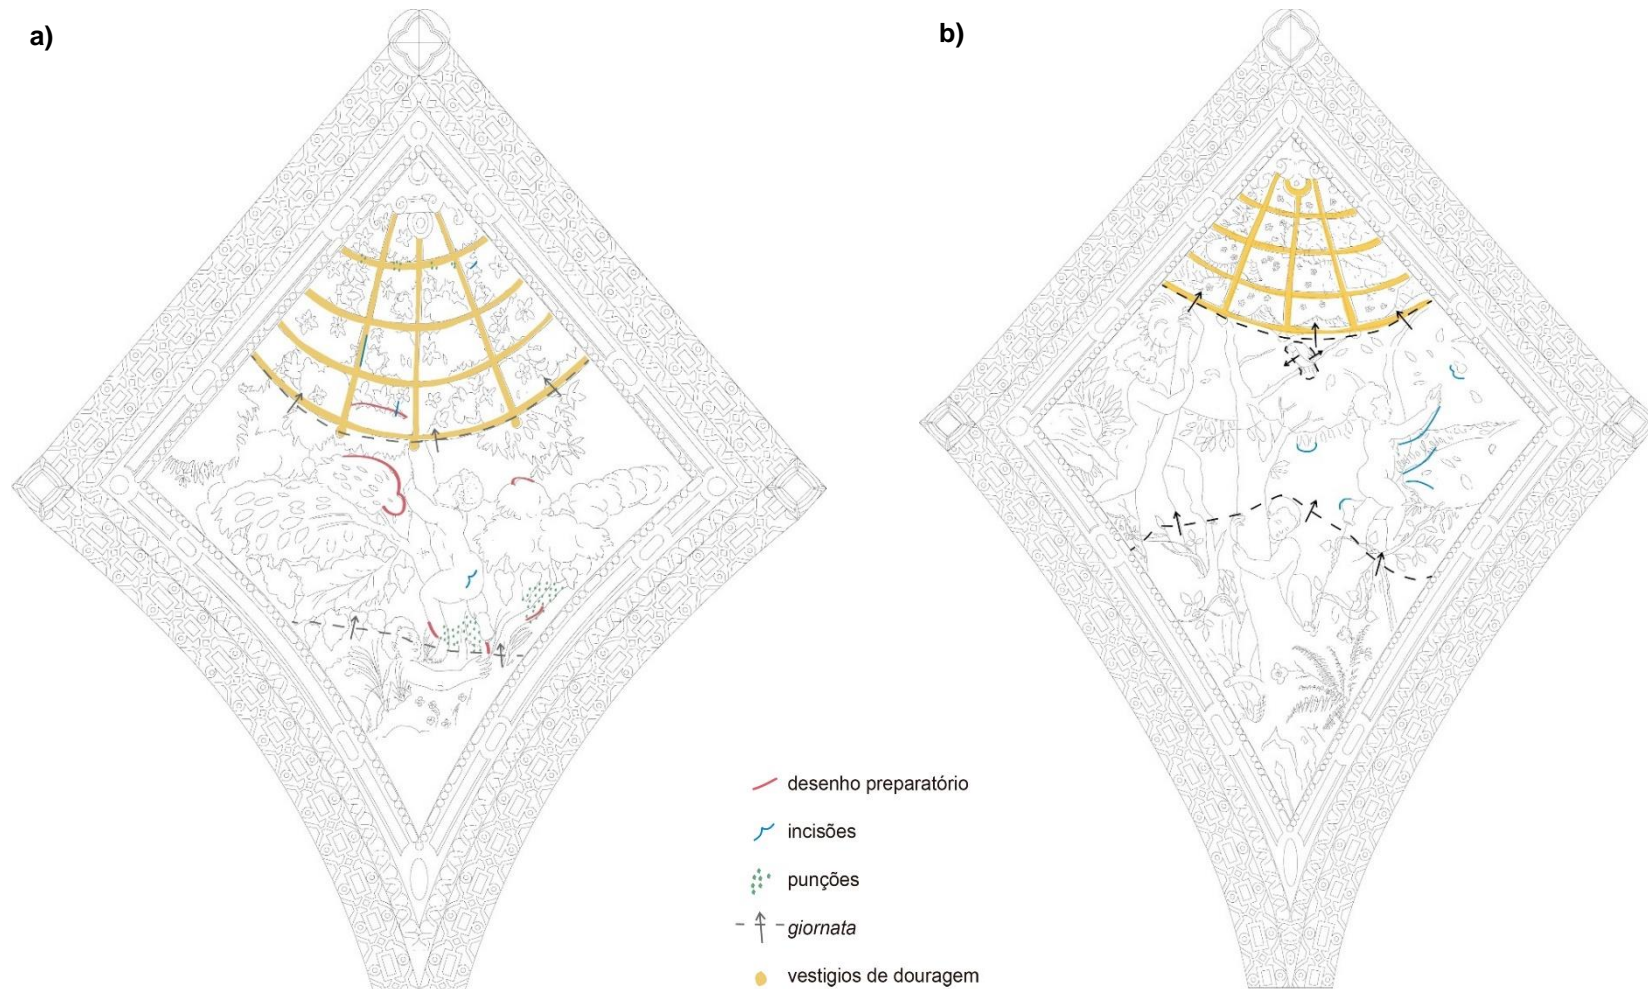 a)
b)
desenho preparatório
incisões
punções
giornata
vestigios de douragem